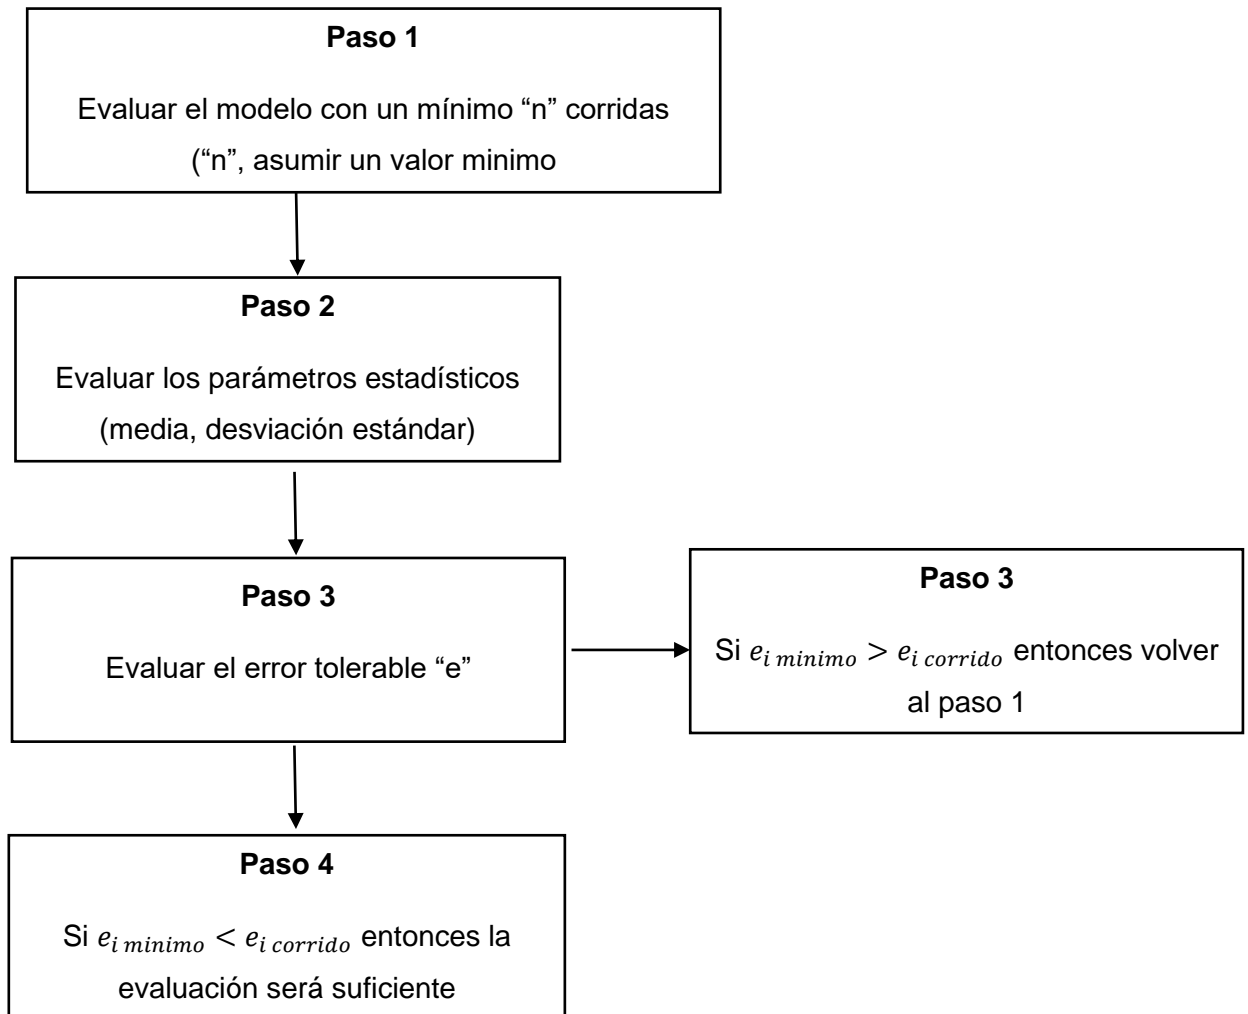 Paso 1
Evaluar el modelo con un mínimo “n” corridas
(“n”, asumir un valor minimo
Paso 2
Evaluar los parámetros estadísticos
(media, desviación estándar)
Paso 3
Evaluar el error tolerable “e”
Paso 3
Si e_{i minimo} > e_{i corrido} entonces volver
al paso 1
Paso 4
Si e_{i minimo} < e_{i corrido} entonces la
evaluación será suficiente